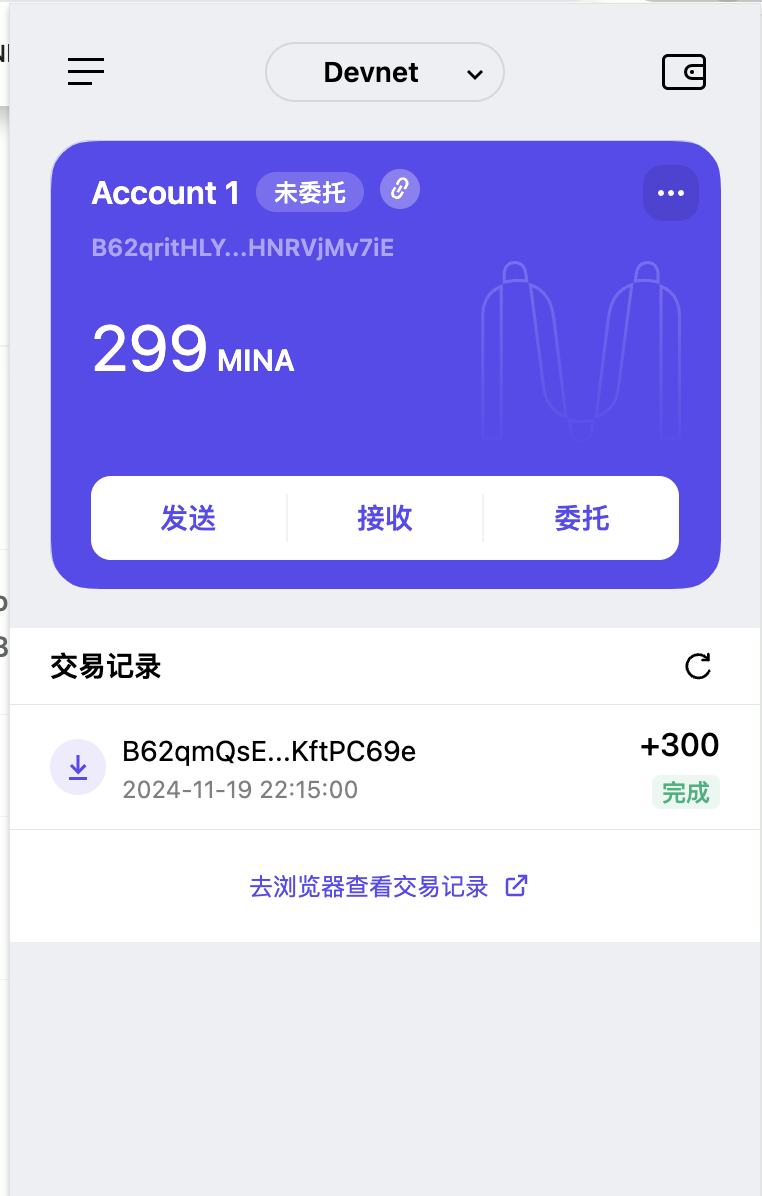 Devnet
Account 1 未委托
B62qritHLY...HNRVjMv7iE
299 MINA
发送 接收 委托
交易记录
B62qmQsE...KftPC69e +300
2024-11-19 22:15:00 完成
去浏览器查看交易记录